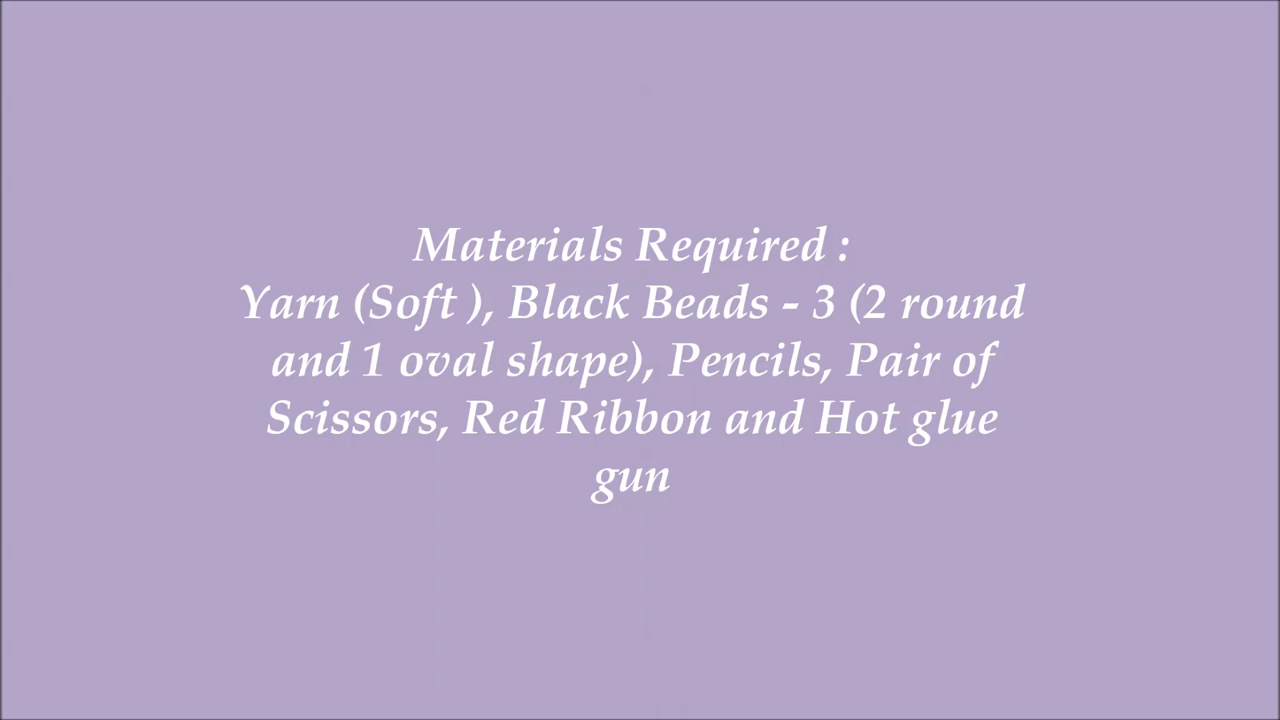 Materials Required :
Yarn (Soft ), Black Beads - 3 (2 round
and 1 oval shape), Pencils, Pair of
Scissors, Red Ribbon and Hot glue
gun